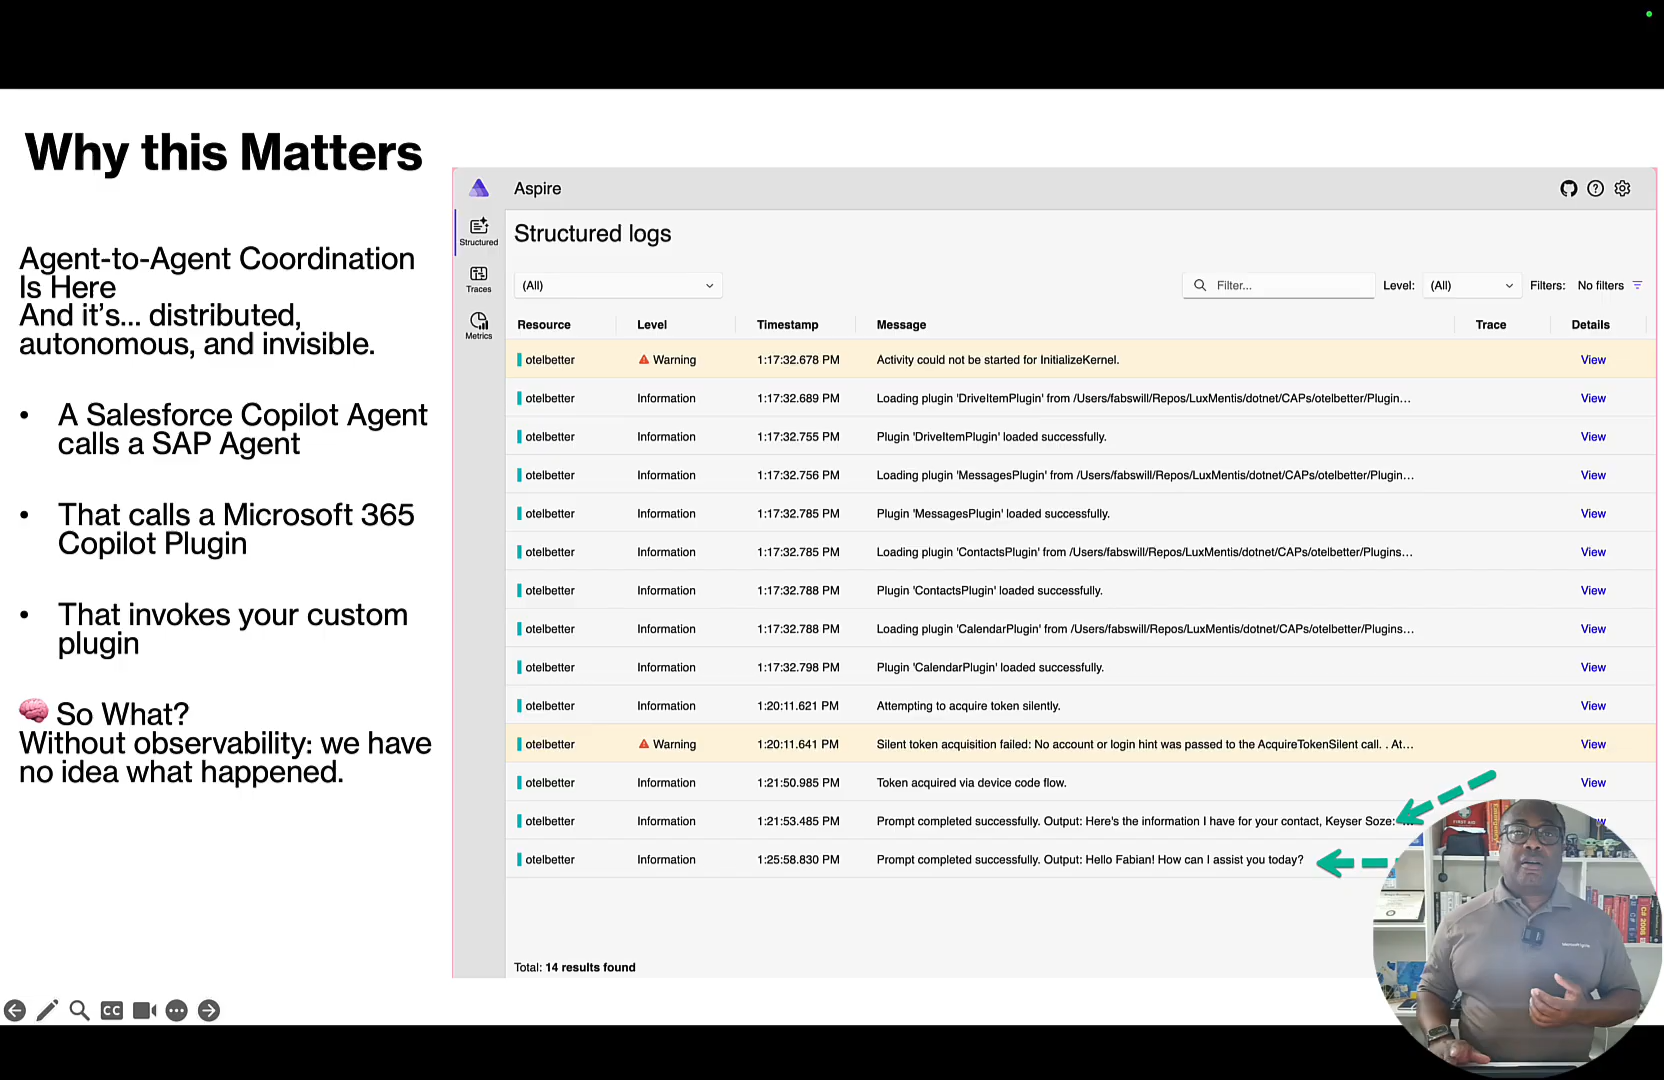 Why this Matters
Agent-to-Agent Coordination
Is Here
And it's... distributed,
autonomous, and invisible.
• A Salesforce Copilot Agent
calls a SAP Agent
• That calls a Microsoft 365
Copilot Plugin
• That invokes your custom
plugin
🧠 So What?
Without observability: we have
no idea what happened.
Aspire
Structured
Traces
Metrics
Structured logs
(All)
Filter...
Level: (All) Filters: No filters
Resource Level Timestamp Message Trace Details
otelbetter Warning 1:17:32.678 PM Activity could not be started for InitializeKernel. View
otelbetter Information 1:17:32.689 PM Loading plugin 'DriveItemPlugin' from /Users/fabswill/Repos/LuxMentis/dotnet/CAPs/otelbetter/Plugin... View
otelbetter Information 1:17:32.755 PM Plugin 'DriveItemPlugin' loaded successfully. View
otelbetter Information 1:17:32.756 PM Loading plugin 'MessagesPlugin' from /Users/fabswill/Repos/LuxMentis/dotnet/CAPs/otelbetter/Plugin... View
otelbetter Information 1:17:32.785 PM Plugin 'MessagesPlugin' loaded successfully. View
otelbetter Information 1:17:32.785 PM Loading plugin 'ContactsPlugin' from /Users/fabswill/Repos/LuxMentis/dotnet/CAPs/otelbetter/Plugins... View
otelbetter Information 1:17:32.788 PM Plugin 'ContactsPlugin' loaded successfully. View
otelbetter Information 1:17:32.788 PM Loading plugin 'CalendarPlugin' from /Users/fabswill/Repos/LuxMentis/dotnet/CAPs/otelbetter/Plugins... View
otelbetter Information 1:17:32.798 PM Plugin 'CalendarPlugin' loaded successfully. View
otelbetter Information 1:20:11.621 PM Attempting to acquire token silently. View
otelbetter Warning 1:20:11.641 PM Silent token acquisition failed: No account or login hint was passed to the AcquireTokenSilent call. . At... View
otelbetter Information 1:21:50.985 PM Token acquired via device code flow. View
otelbetter Information 1:21:53.485 PM Prompt completed successfully. Output: Here's the information I have for your contact, Keyser Soze:
otelbetter Information 1:25:58.830 PM Prompt completed successfully. Output: Hello Fabian! How can I assist you today?
Total: 14 results found
CC
FIRST AID